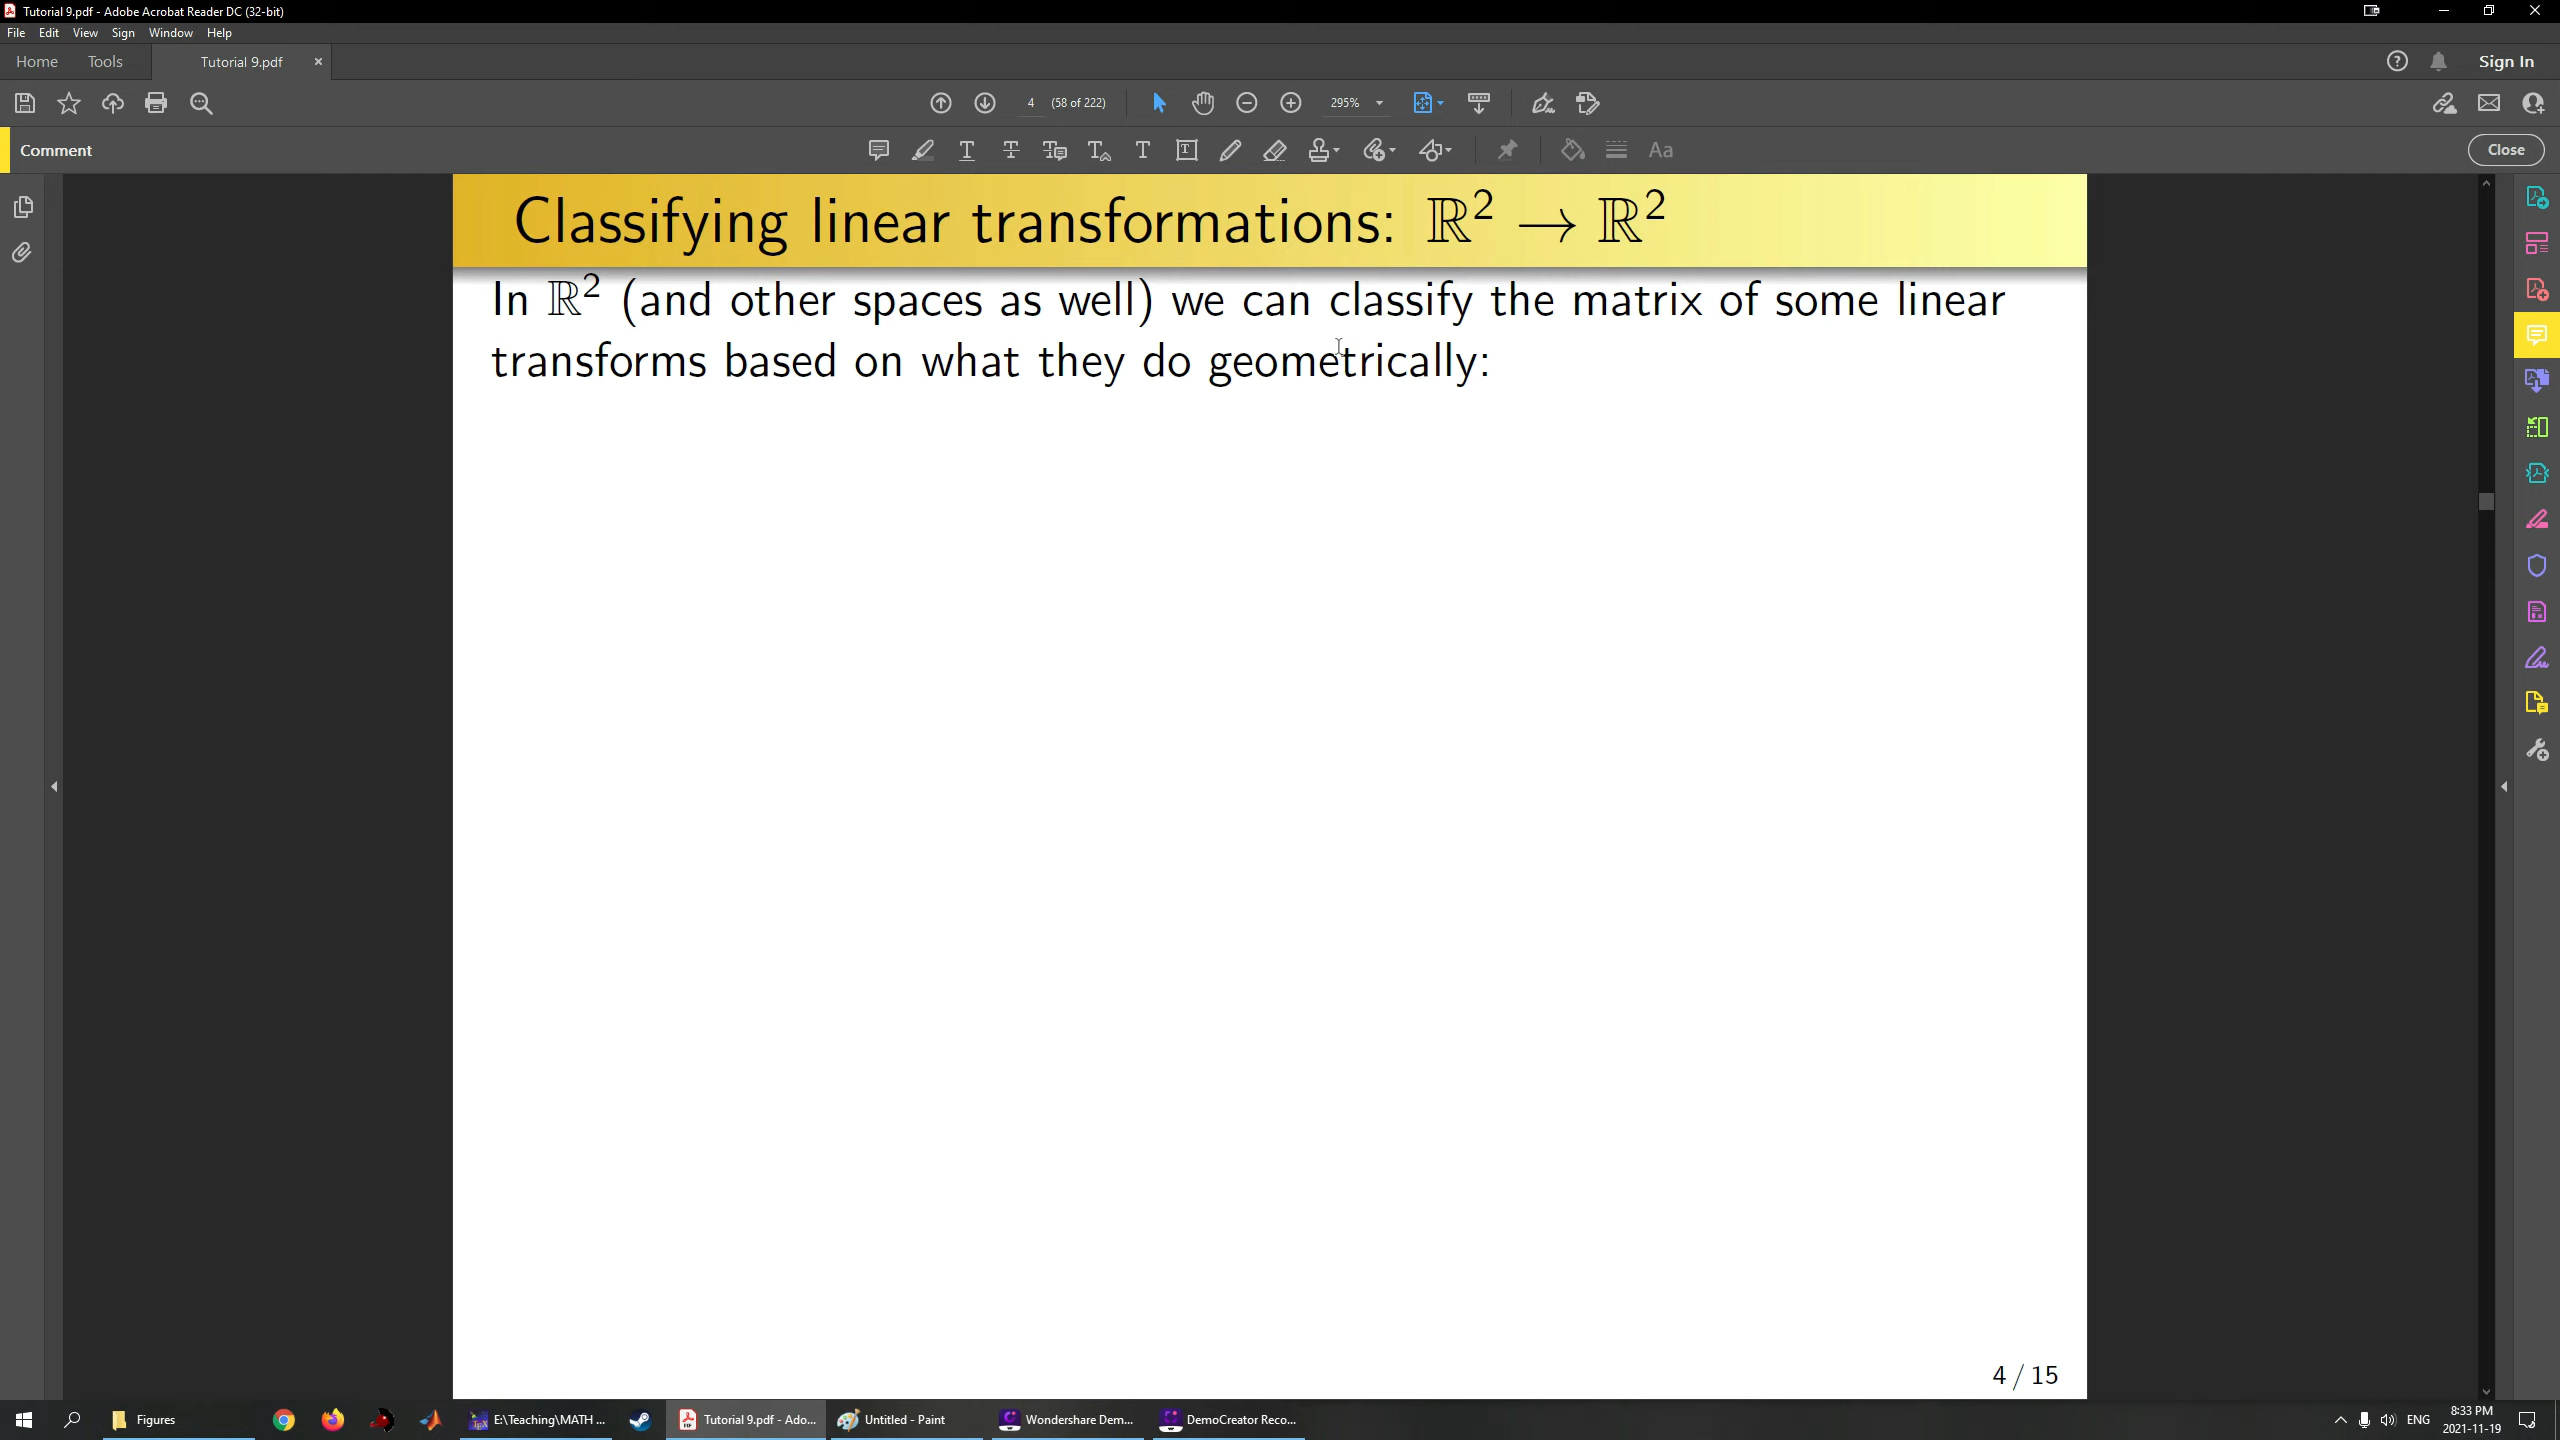 Tutorial 9.pdf - Adobe Acrobat Reader DC (32-bit)
File Edit View Sign Window Help
Home Tools Tutorial 9.pdf × Sign In
4 (58 of 222) 295%
Comment Close
Classifying linear transformations: ℝ² → ℝ²
In ℝ² (and other spaces as well) we can classify the matrix of some linear
transforms based on what they do geometrically:
4 / 15
Figures E:\Teaching\MATH ... Tutorial 9.pdf - Ado... Untitled - Paint Wondershare Dem... DemoCreator Reco... ENG
8:33 PM
2021-11-19